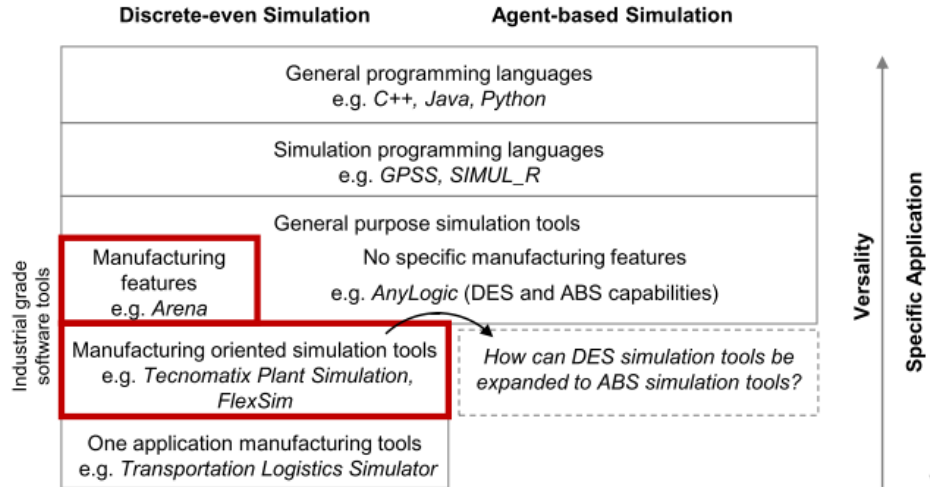 Discrete-even Simulation
Agent-based Simulation
General programming languages
e.g. C++, Java, Python
Simulation programming languages
e.g. GPSS, SIMUL_R
General purpose simulation tools
Manufacturing
features
e.g. Arena
No specific manufacturing features
e.g. AnyLogic (DES and ABS capabilities)
Manufacturing oriented simulation tools
e.g. Tecnomatix Plant Simulation,
FlexSim
How can DES simulation tools be
expanded to ABS simulation tools?
One application manufacturing tools
e.g. Transportation Logistics Simulator
Industrial grade
software tools
Versality
Specific Application